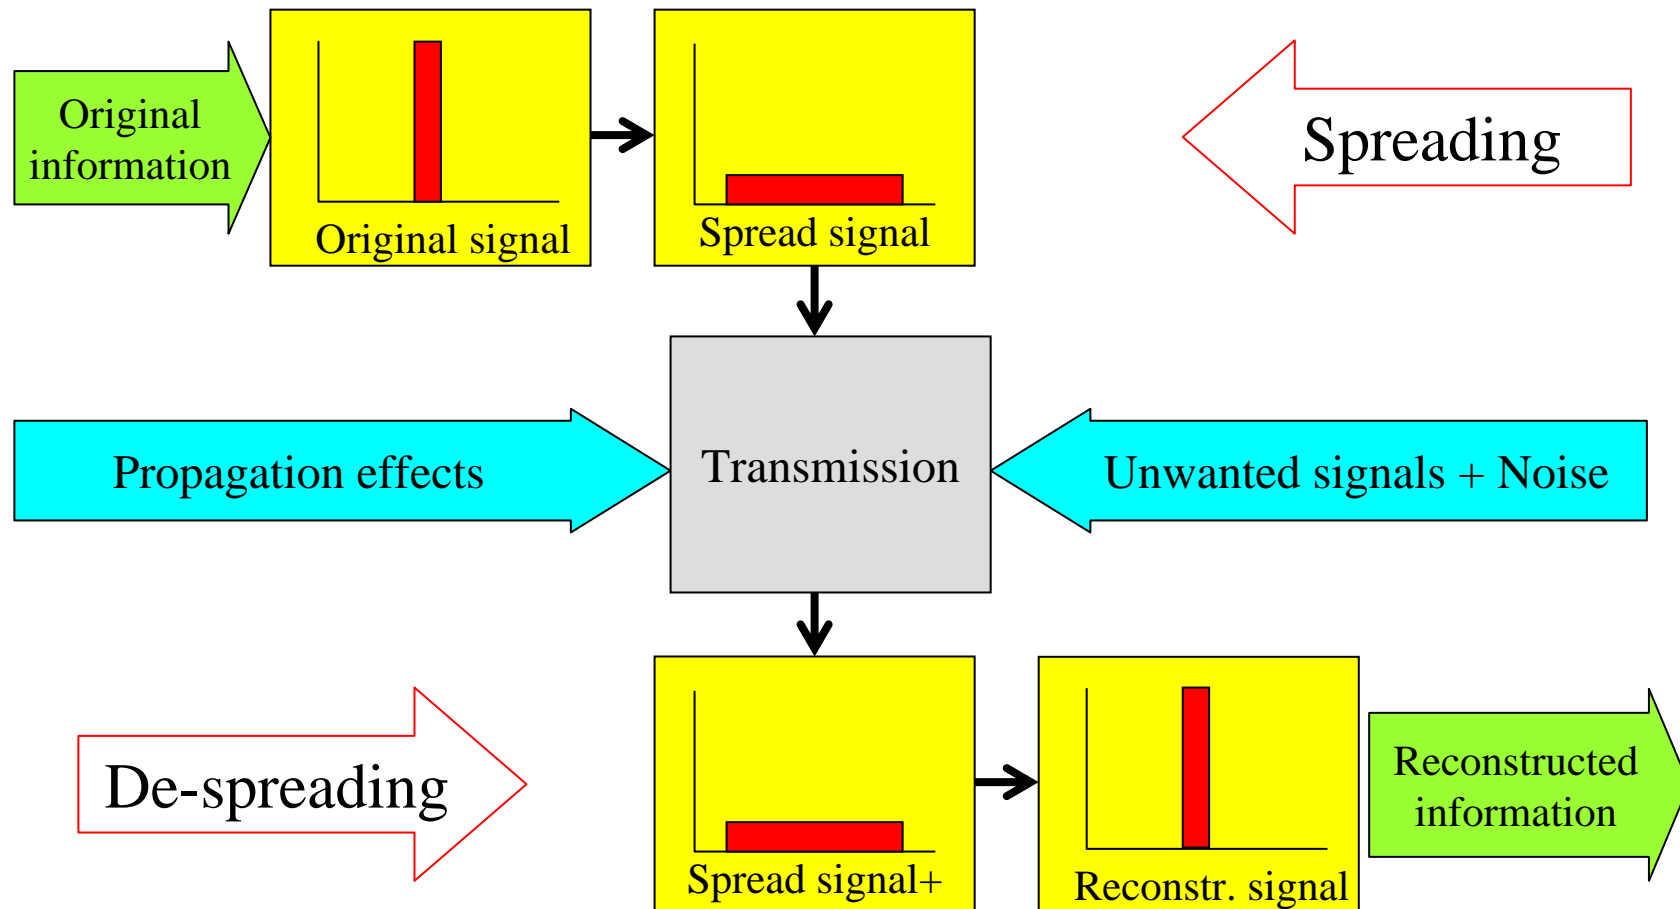 Original
information
Original signal
Spread signal
Spreading
Propagation effects
Transmission
Unwanted signals + Noise
De-spreading
Spread signal+
Reconstr. signal
Reconstructed
information